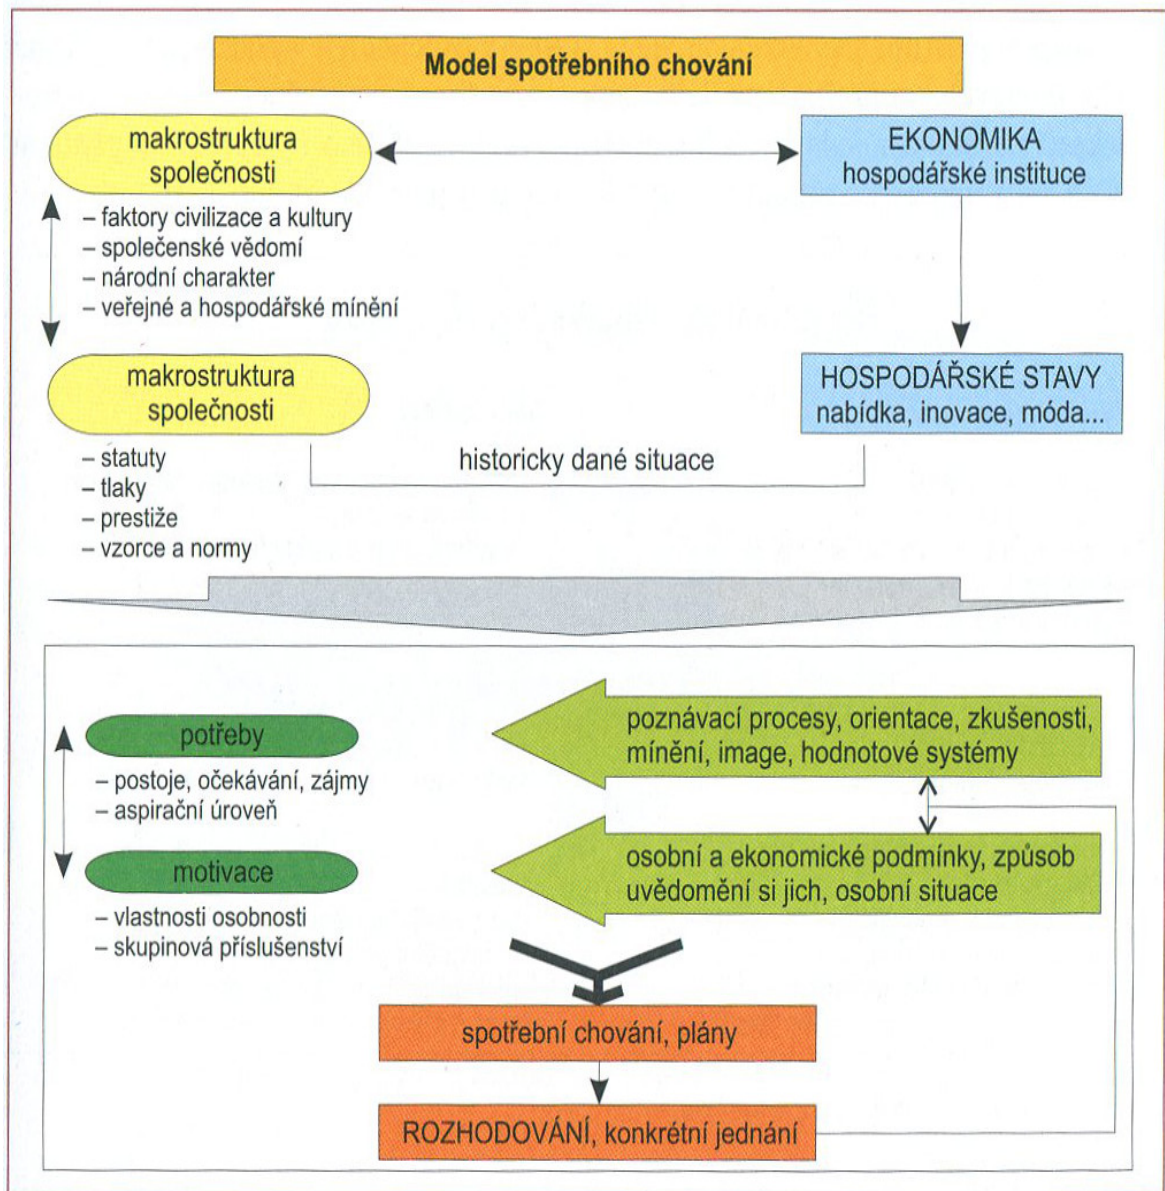 Model spotřebního chování
makrostruktura
společnosti
EKONOMIKA
hospodářské instituce
– faktory civilizace a kultury
– společenské vědomí
– národní charakter
– veřejné a hospodářské mínění
makrostruktura
společnosti
HOSPODÁŘSKÉ STAVY
nabídka, inovace, móda...
– statuty
– tlaky
– prestiže
– vzorce a normy
historicky dané situace
potřeby
– postoje, očekávání, zájmy
– aspirační úroveň
poznávací procesy, orientace, zkušenosti,
mínění, image, hodnotové systémy
motivace
– vlastnosti osobnosti
– skupinová příslušenství
osobní a ekonomické podmínky, způsob
uvědomění si jich, osobní situace
spotřební chování, plány
ROZHODOVÁNÍ, konkrétní jednání